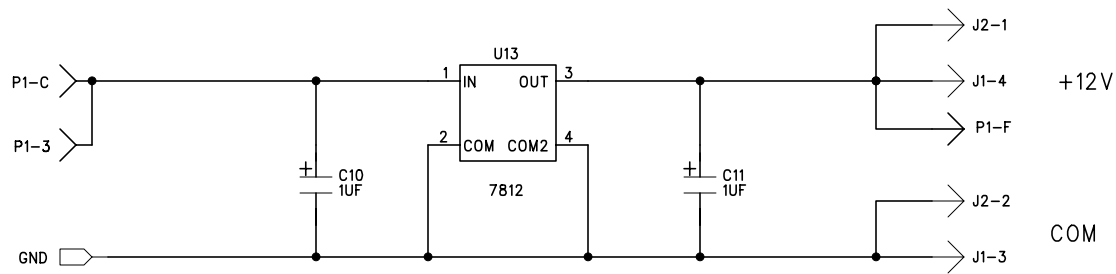 J2-1
U13
P1-C
1
IN
OUT
3
J1-4
+12V
P1-3
P1-F
2
COM
COM2
4
+
C10
1UF
7812
+
C11
1UF
J2-2
COM
GND
J1-3